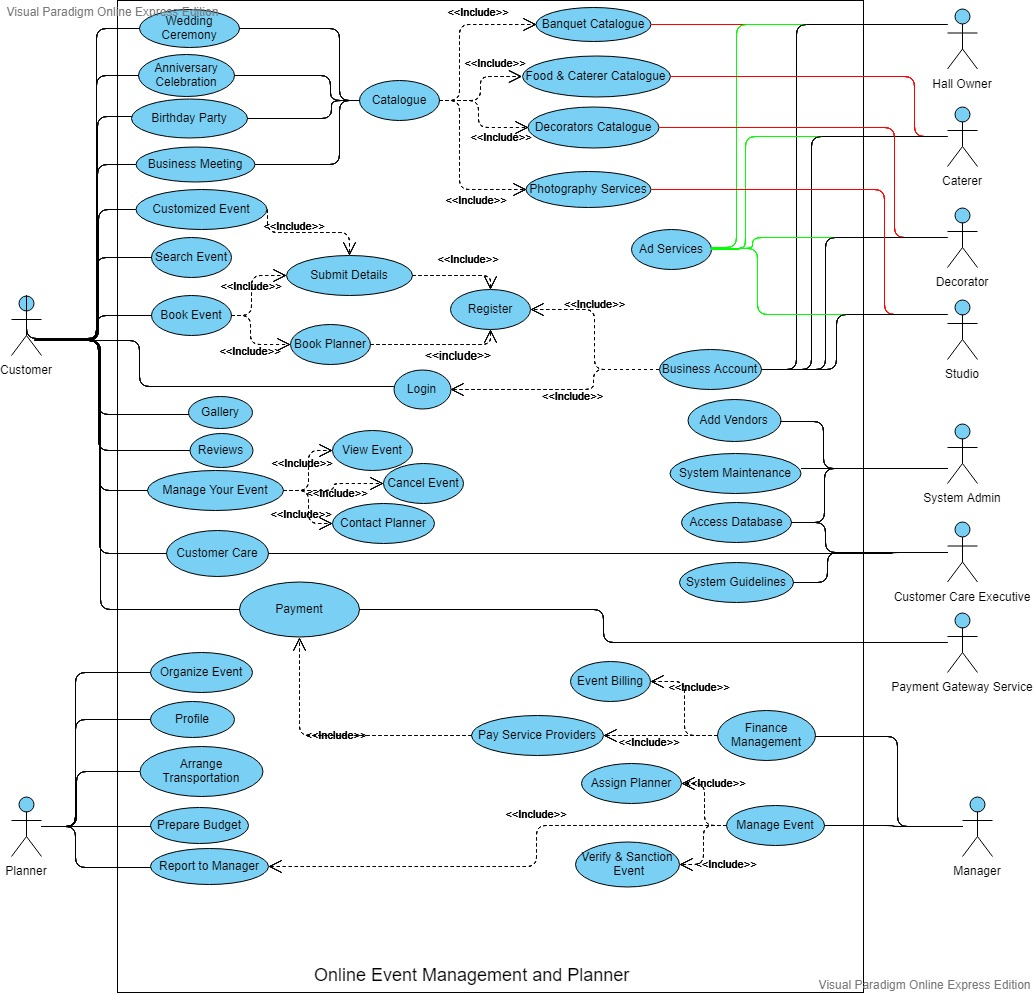 Visual Paradigm Online Express Edition
Wedding
Ceremony
Anniversary
Celebration
Birthday Party
Business Meeting
Customized Event
Search Event
Book Event
Catalogue
<<Include>>
<<Include>>
<<Include>>
<<Include>>
Banquet Catalogue
Food & Caterer Catalogue
Decorators Catalogue
Photography Services
Hall Owner
Caterer
Decorator
Studio
Ad Services
<<Include>>
Submit Details
<<Include>>
<<Include>>
Register
<<Include>>
<<Include>>
Book Planner
<<include>>
Customer
Login
<<Include>>
Business Account
Gallery
Reviews
Manage Your Event
<<Include>>
<<Include>>
<<Include>>
View Event
Cancel Event
Contact Planner
Add Vendors
System Maintenance
Access Database
System Guidelines
System Admin
Customer Care
Customer Care Executive
Payment
Payment Gateway Service
Organize Event
Profile
Arrange
Transportation
Prepare Budget
Report to Manager
Planner
<<Include>>
Pay Service Providers
Event Billing
<<Include>>
<<Include>>
Finance
Management
Assign Planner
<<Include>>
<<Include>>
Manage Event
Verify & Sanction
Event
<<Include>>
Manager
Online Event Management and Planner
Visual Paradigm Online Express Edition